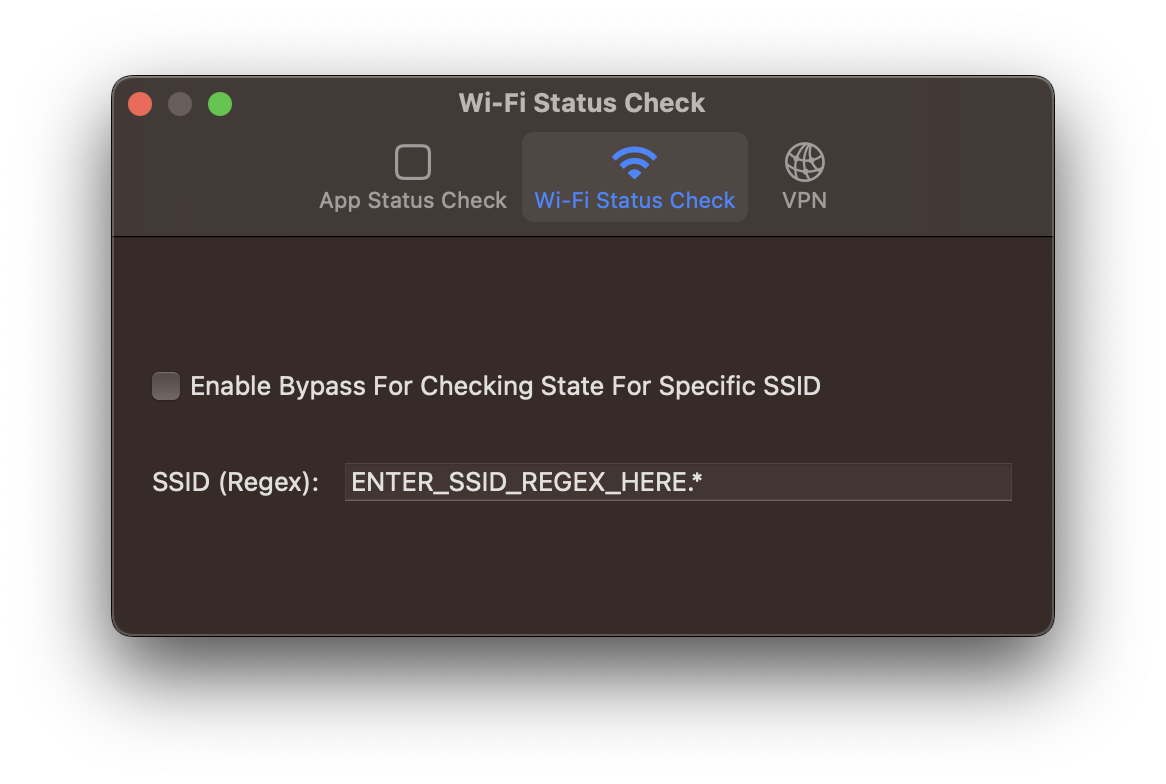 Wi-Fi Status Check
App Status Check
Wi-Fi Status Check
VPN
Enable Bypass For Checking State For Specific SSID
SSID (Regex):
ENTER_SSID_REGEX_HERE.*